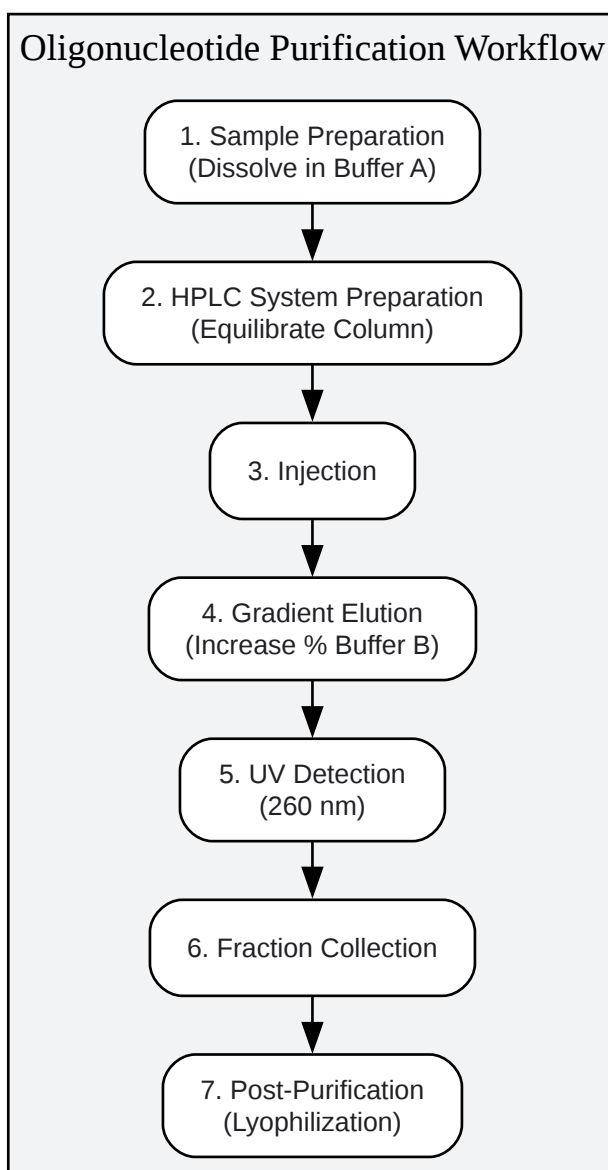 Oligonucleotide Purification Workflow
1. Sample Preparation
(Dissolve in Buffer A)
2. HPLC System Preparation
(Equilibrate Column)
3. Injection
4. Gradient Elution
(Increase % Buffer B)
5. UV Detection
(260 nm)
6. Fraction Collection
7. Post-Purification
(Lyophilization)